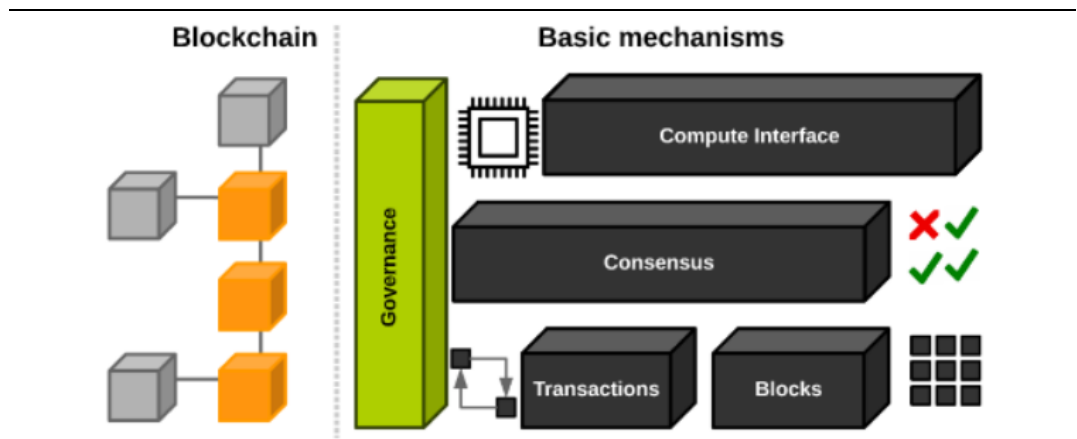 Blockchain
Basic mechanisms
Compute Interface
Governance
Consensus
Transactions
Blocks